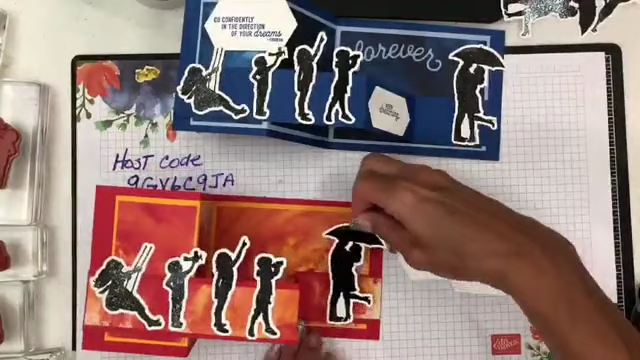 GO CONFIDENTLY
IN THE DIRECTION
OF YOUR dreams
forever
HOST CODE
9GV6C9JA